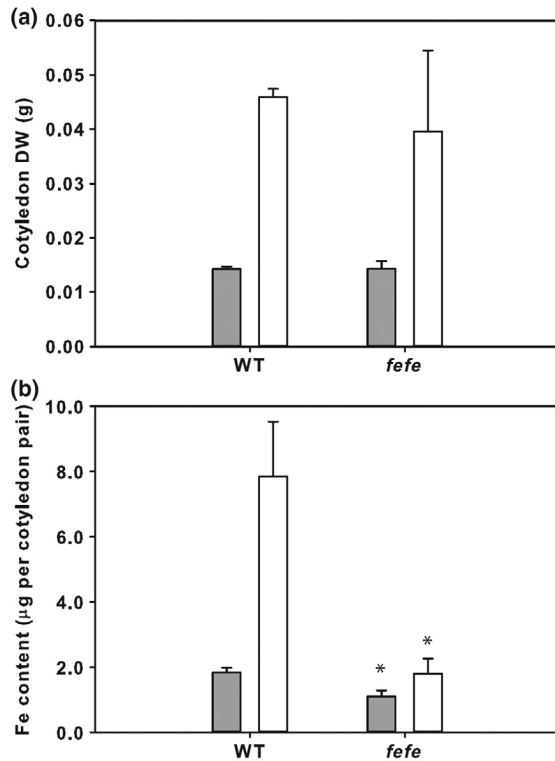 (a)
0.06
0.05
0.04
0.03
0.02
0.01
0.00
Cotyledon DW (g)
WT
fefe
(b)
10.0
8.0
6.0
4.0
2.0
0.0
Fe content (μg per cotyledon pair)
*
*
WT
fefe